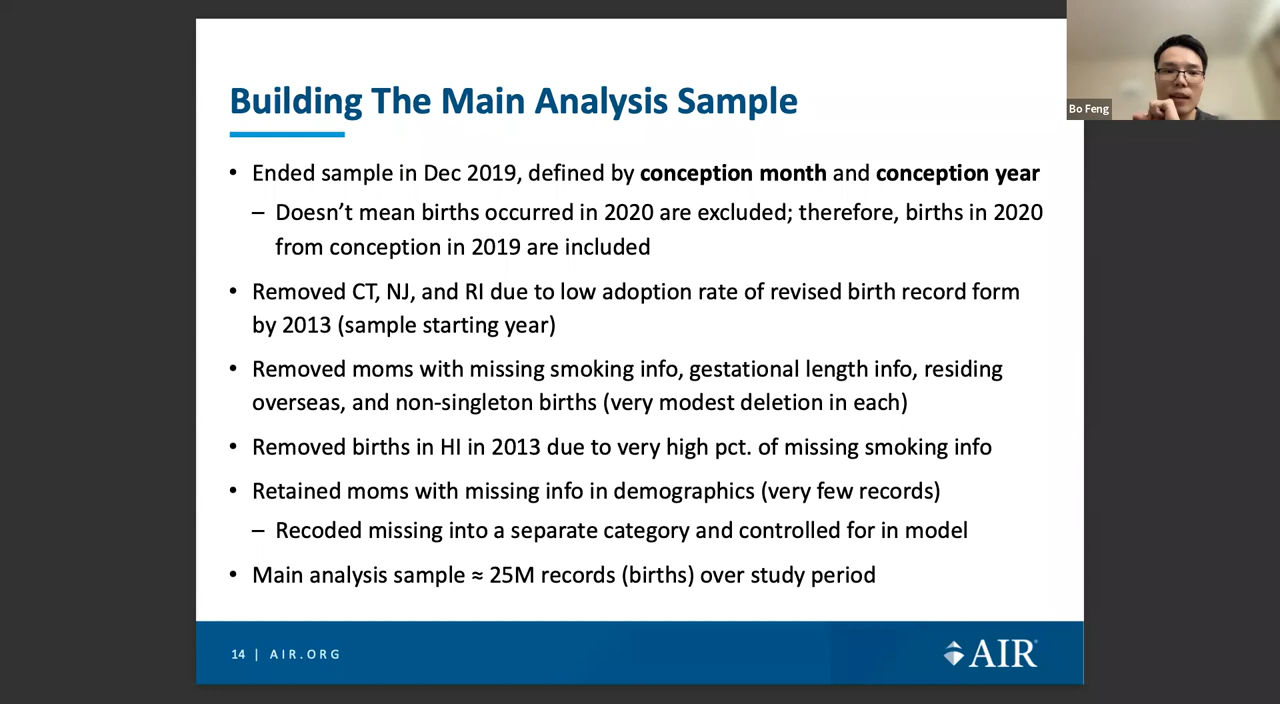 Building The Main Analysis Sample
Bo Feng
• Ended sample in Dec 2019, defined by conception month and conception year
– Doesn’t mean births occurred in 2020 are excluded; therefore, births in 2020
from conception in 2019 are included
• Removed CT, NJ, and RI due to low adoption rate of revised birth record form
by 2013 (sample starting year)
• Removed moms with missing smoking info, gestational length info, residing
overseas, and non-singleton births (very modest deletion in each)
• Removed births in HI in 2013 due to very high pct. of missing smoking info
• Retained moms with missing info in demographics (very few records)
– Recoded missing into a separate category and controlled for in model
• Main analysis sample ≈ 25M records (births) over study period
14 | AIR.ORG
AIR®